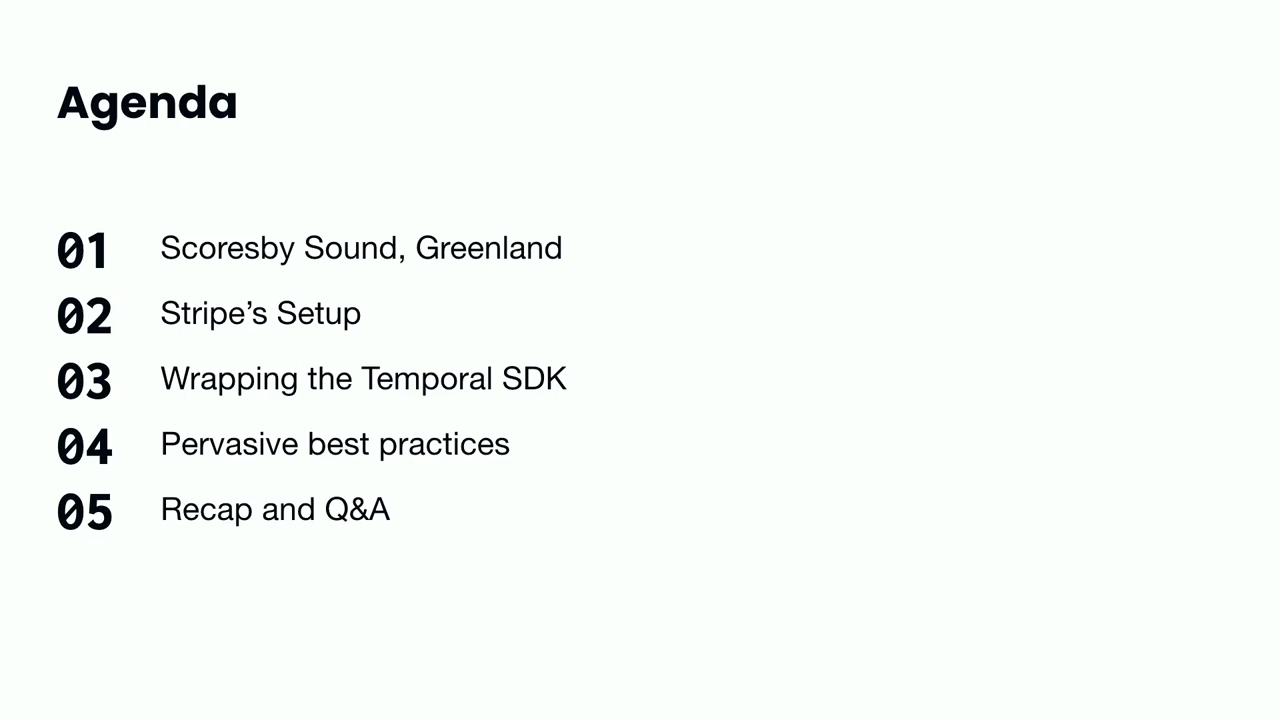 Agenda
01 Scoresby Sound, Greenland
02 Stripe’s Setup
03 Wrapping the Temporal SDK
04 Pervasive best practices
05 Recap and Q&A